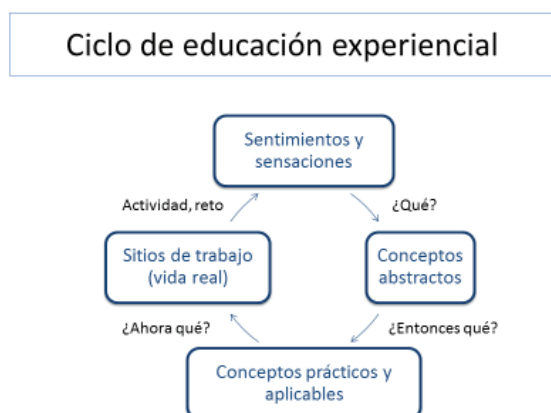 Ciclo de educación experiencial
Sentimientos y
sensaciones
Actividad, reto
¿Qué?
Sitios de trabajo
(vida real)
Conceptos
abstractos
¿Ahora qué?
¿Entonces qué?
Conceptos prácticos y
aplicables